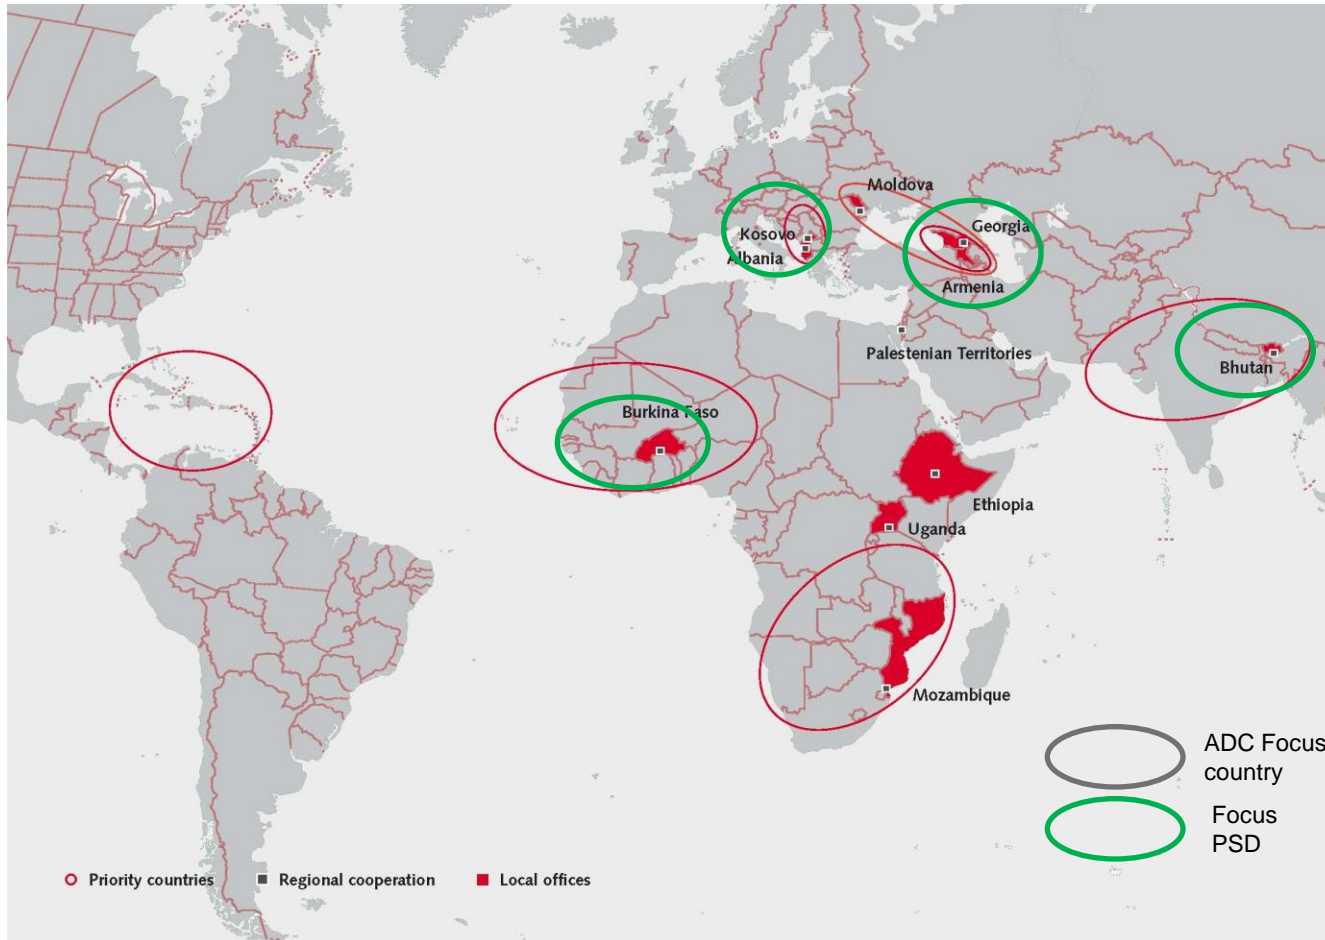 Moldova
Kosovo
Georgia
Albania
Armenia
Palestenian Territories
Bhutan
Burkina Faso
Ethiopia
Uganda
Mozambique
ADC Focus
country
Focus
PSD
Priority countries
Regional cooperation
Local offices